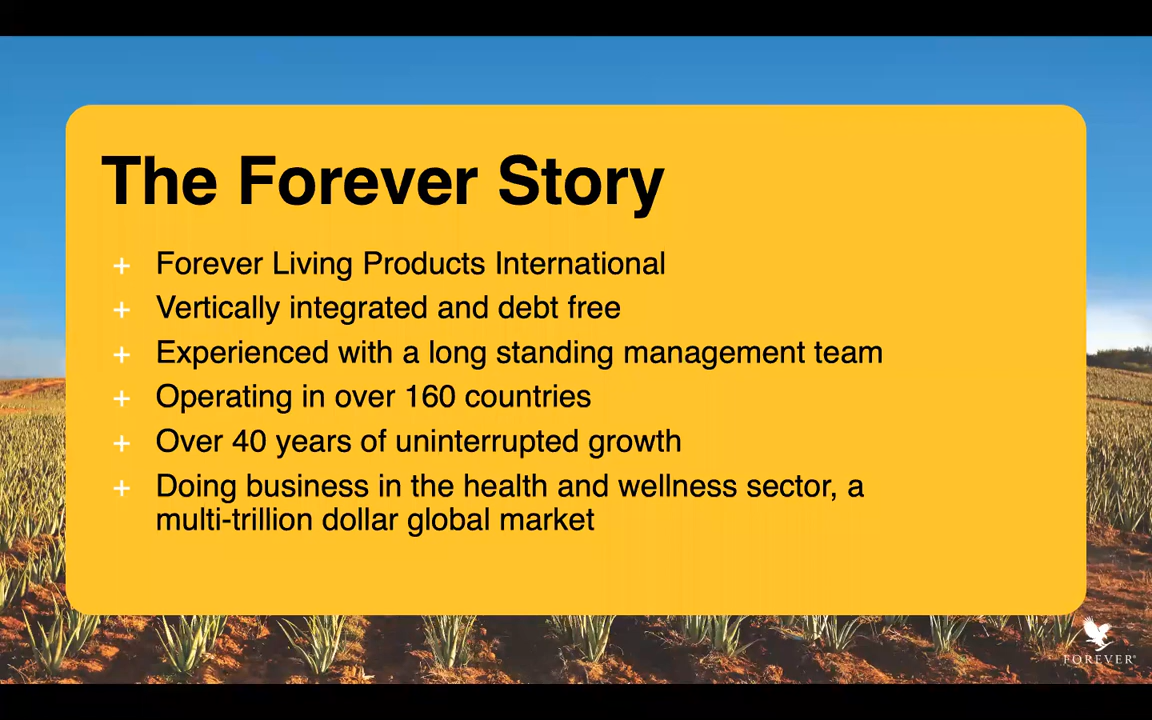 The Forever Story
+ Forever Living Products International
+ Vertically integrated and debt free
+ Experienced with a long standing management team
+ Operating in over 160 countries
+ Over 40 years of uninterrupted growth
+ Doing business in the health and wellness sector, a
multi-trillion dollar global market
FOREVER®